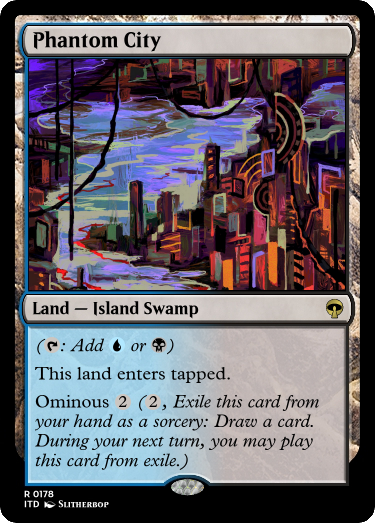 Phantom City
Land — Island Swamp
(: Add or )
This land enters tapped.
Ominous 2 (2, Exile this card from
your hand as a sorcery: Draw a card.
During your next turn, you may play
this card from exile.)
R 0178
ITD SLITHERBOP